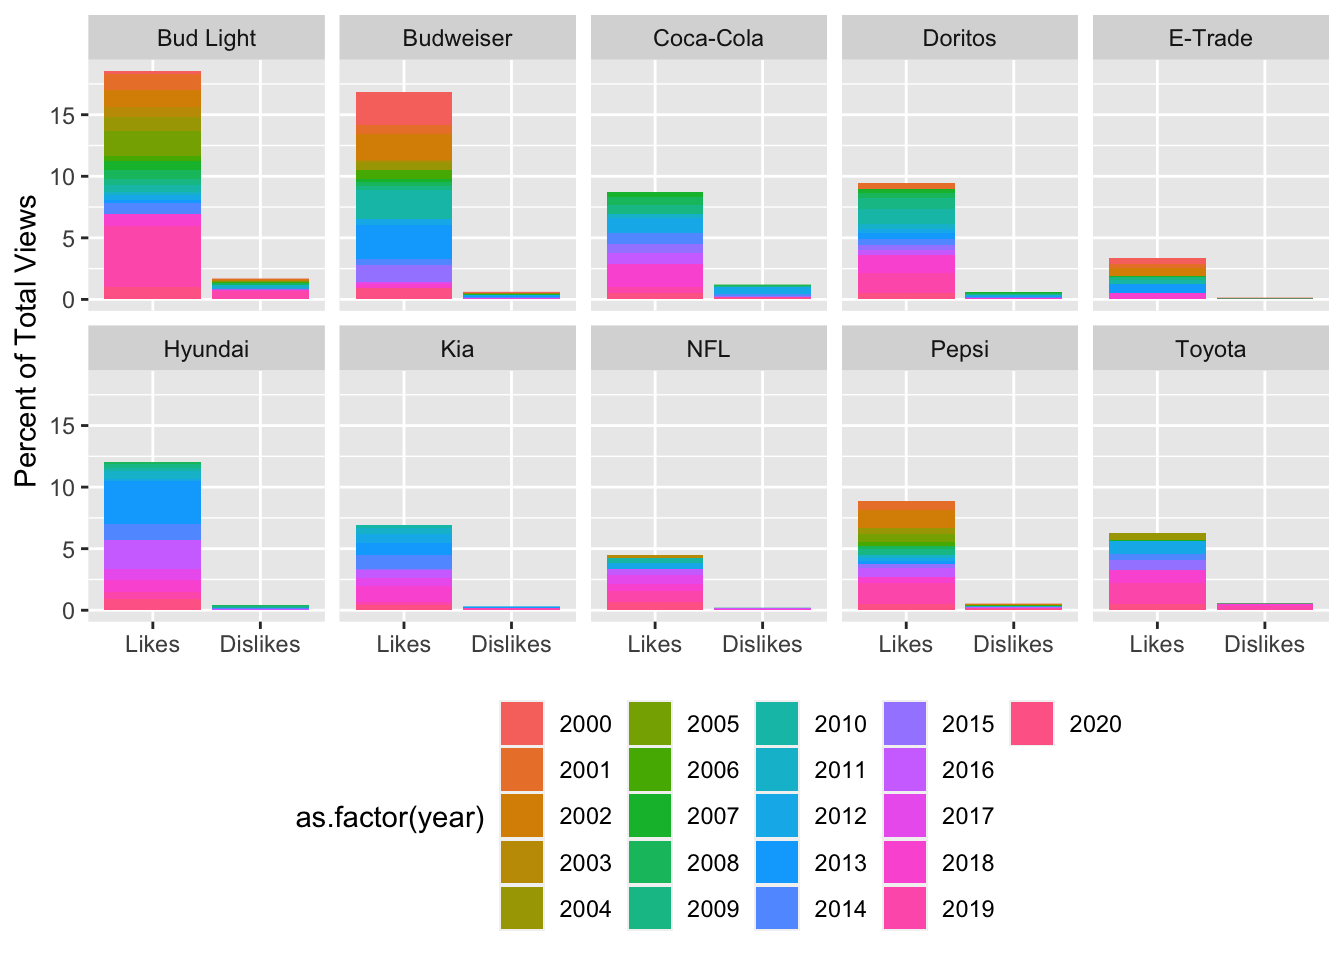 Bud Light Budweiser Coca-Cola Doritos E-Trade
15
10
5
0
Percent of Total Views
Hyundai Kia NFL Pepsi Toyota
15
10
5
0
Likes Dislikes Likes Dislikes Likes Dislikes Likes Dislikes Likes Dislikes
as.factor(year)
2000 2005 2010 2015 2020
2001 2006 2011 2016
2002 2007 2012 2017
2003 2008 2013 2018
2004 2009 2014 2019